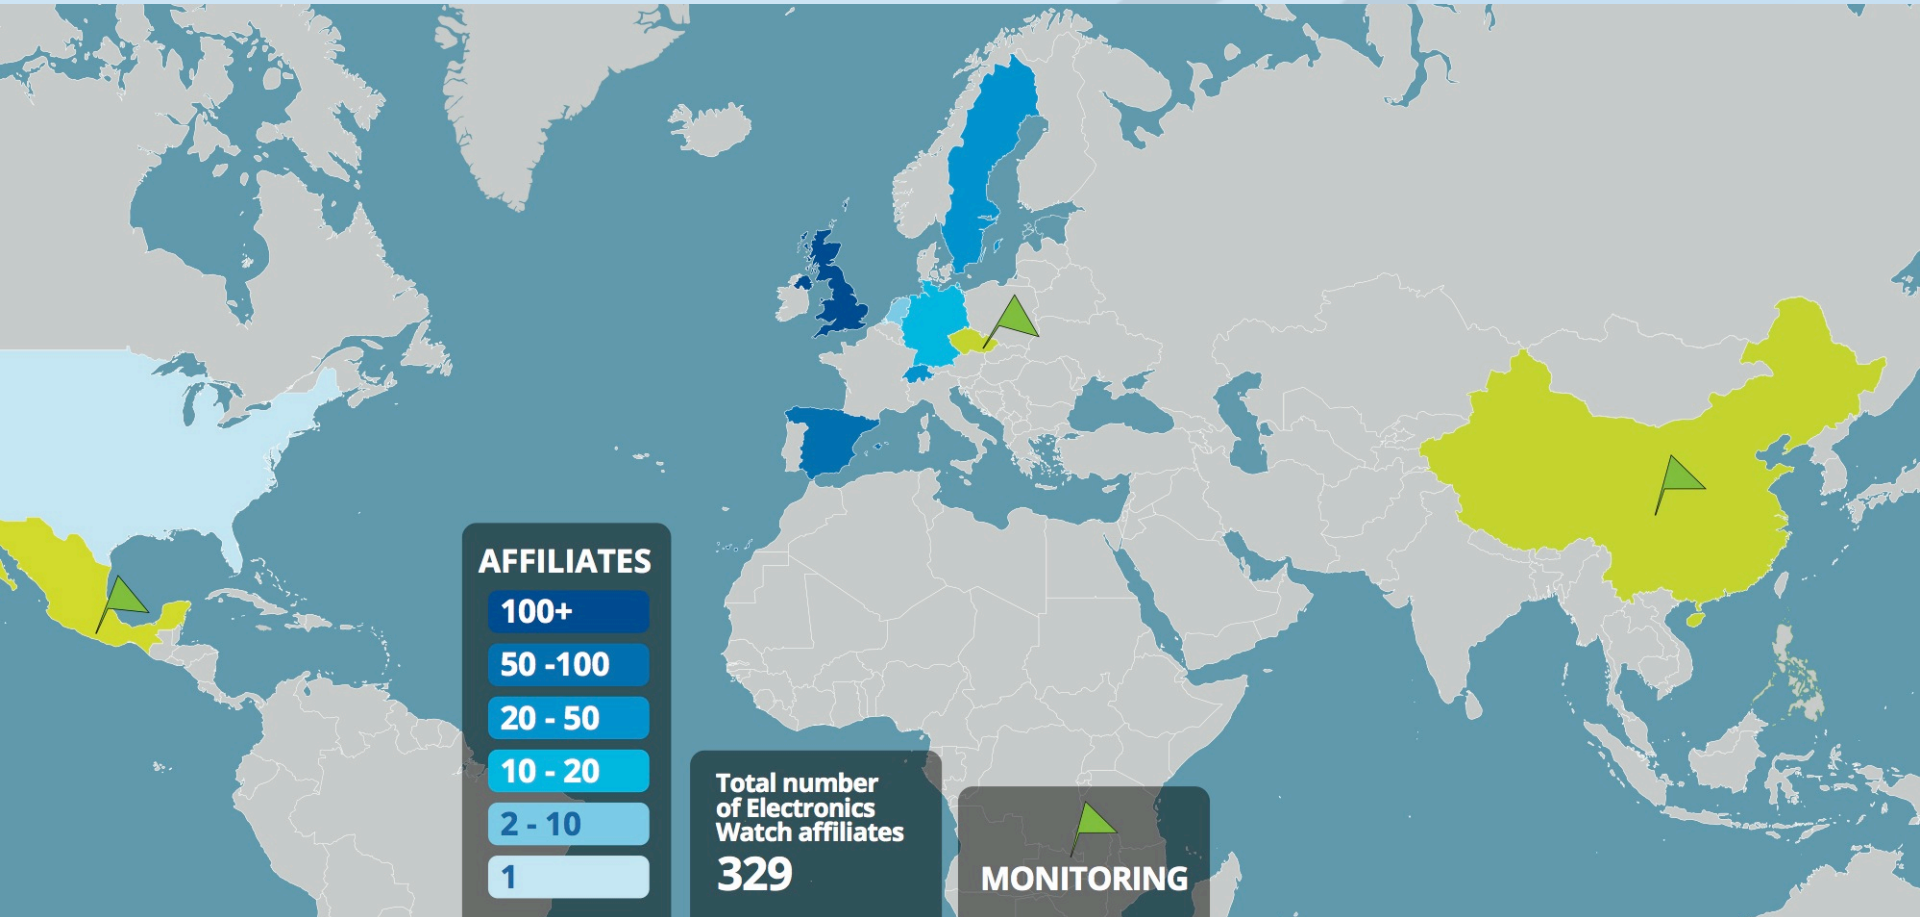 AFFILIATES
100+
50 -100
20 - 50
10 - 20
2 - 10
1
Total number
of Electronics
Watch affiliates
329
MONITORING